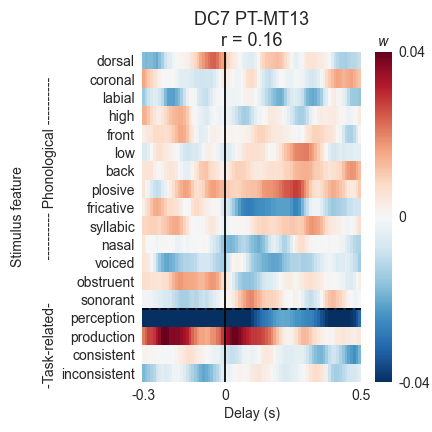 DC7 PT-MT13
r = 0.16
w
0.04
0
-0.04
Stimulus feature
---------- Phonological ----------
-Task-related-
dorsal
coronal
labial
high
front
low
back
plosive
fricative
syllabic
nasal
voiced
obstruent
sonorant
perception
production
consistent
inconsistent
-0.3
0
0.5
Delay (s)